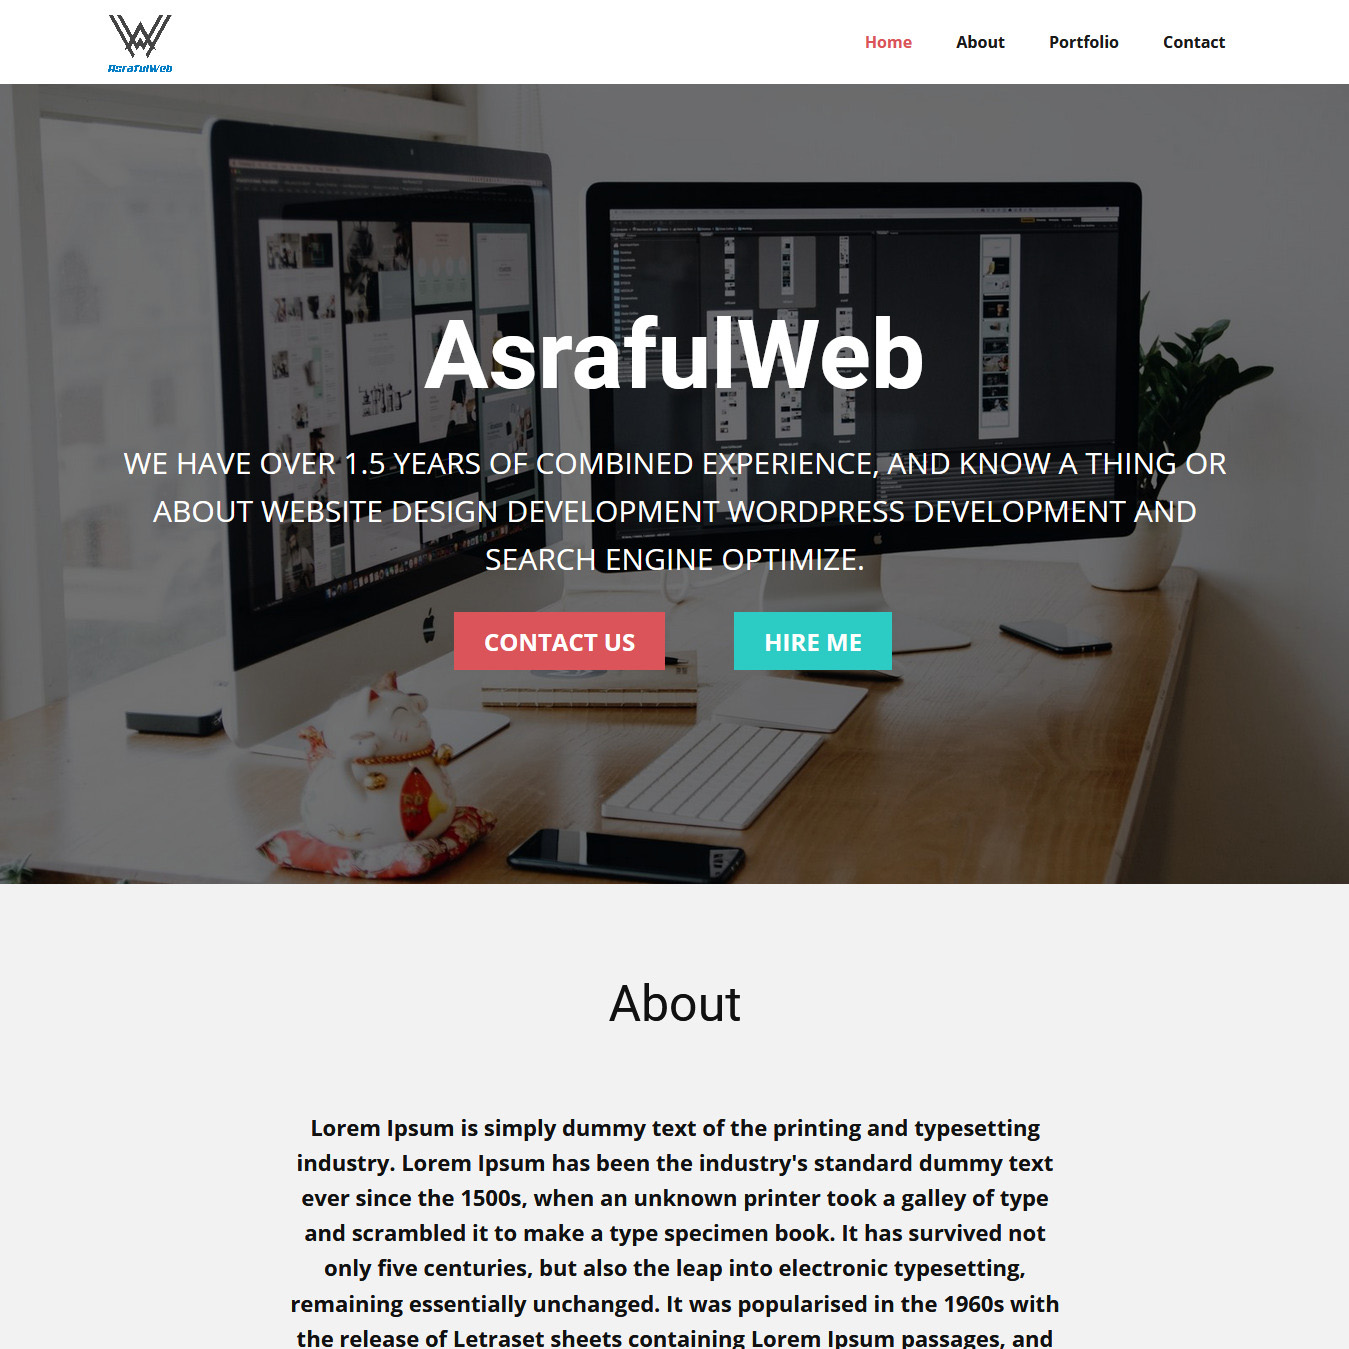 AsrafulWeb
Home About Portfolio Contact
AsrafulWeb
WE HAVE OVER 1.5 YEARS OF COMBINED EXPERIENCE, AND KNOW A THING OR
ABOUT WEBSITE DESIGN DEVELOPMENT WORDPRESS DEVELOPMENT AND
SEARCH ENGINE OPTIMIZE.
CONTACT US HIRE ME
About
Lorem Ipsum is simply dummy text of the printing and typesetting
industry. Lorem Ipsum has been the industry's standard dummy text
ever since the 1500s, when an unknown printer took a galley of type
and scrambled it to make a type specimen book. It has survived not
only five centuries, but also the leap into electronic typesetting,
remaining essentially unchanged. It was popularised in the 1960s with
the release of Letraset sheets containing Lorem Ipsum passages, and